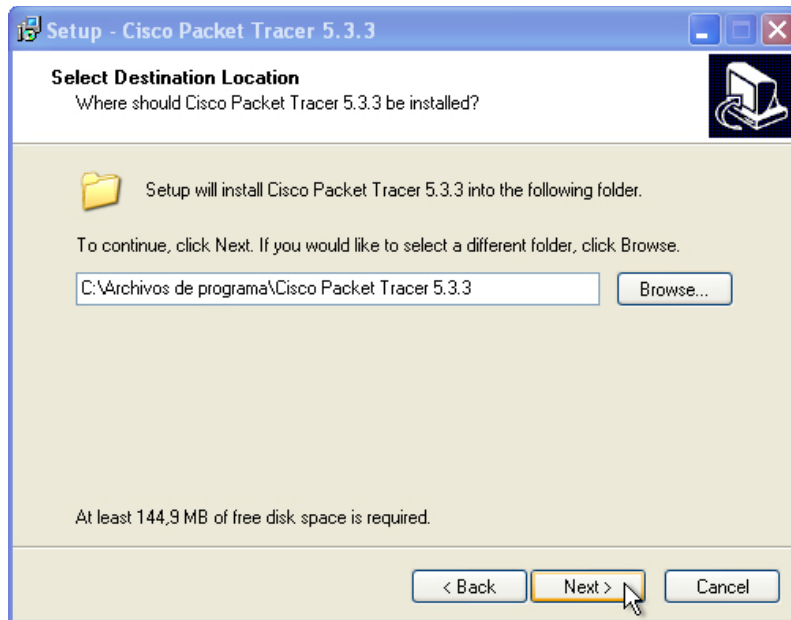 Setup - Cisco Packet Tracer 5.3.3
Select Destination Location
Where should Cisco Packet Tracer 5.3.3 be installed?
Setup will install Cisco Packet Tracer 5.3.3 into the following folder.
To continue, click Next. If you would like to select a different folder, click Browse.
C:\Archivos de programa\Cisco Packet Tracer 5.3.3
Browse...
At least 144,9 MB of free disk space is required.
< Back
Next >
Cancel